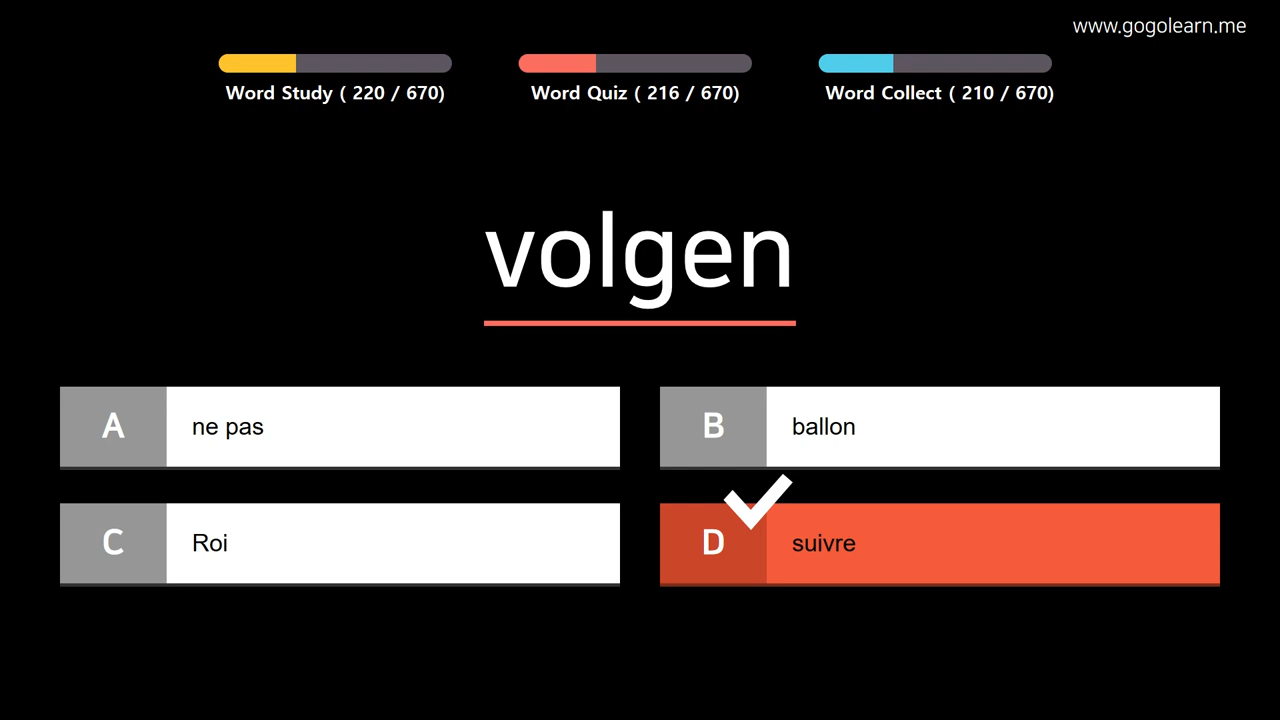 www.gogolearn.me
Word Study ( 220 / 670)
Word Quiz ( 216 / 670)
Word Collect ( 210 / 670)
volgen
A ne pas
B ballon
C Roi
D suivre